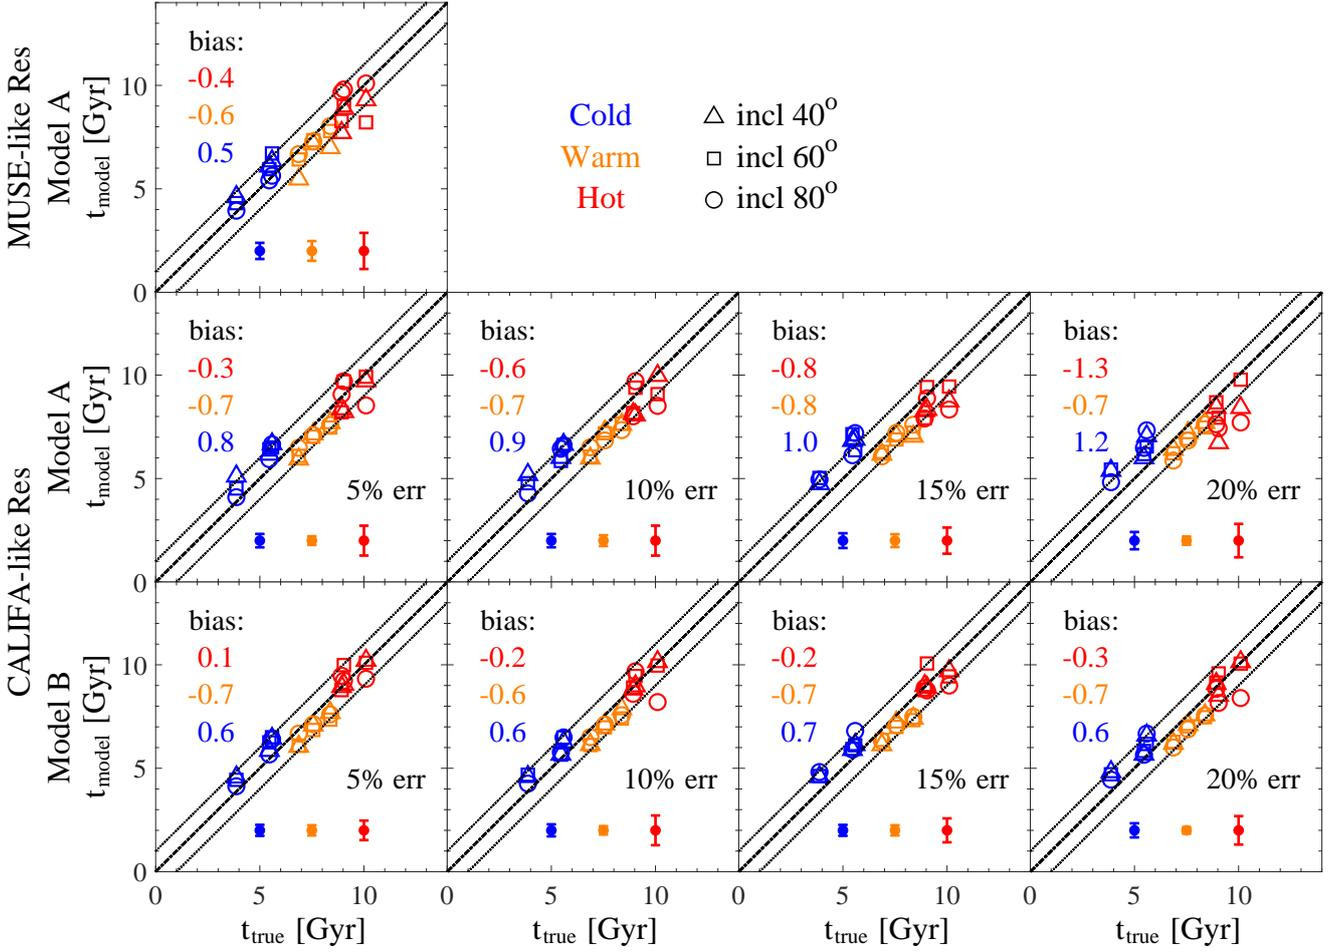 MUSE-like Res
Model A
t_model [Gyr]
10
5
0
bias:
-0.4
-0.6
0.5
Cold
Warm
Hot
incl 40°
incl 60°
incl 80°
CALIFA-like Res
Model A
t_model [Gyr]
10
5
0
bias:
-0.3
-0.7
0.8
5% err
bias:
-0.6
-0.7
0.9
10% err
bias:
-0.8
-0.8
1.0
15% err
bias:
-1.3
-0.7
1.2
20% err
Model B
t_model [Gyr]
10
5
0
bias:
0.1
-0.7
0.6
5% err
bias:
-0.2
-0.6
0.6
10% err
bias:
-0.2
-0.7
0.7
15% err
bias:
-0.3
-0.7
0.6
20% err
0 5 10
0 5 10
0 5 10
0 5 10
t_true [Gyr]
t_true [Gyr]
t_true [Gyr]
t_true [Gyr]